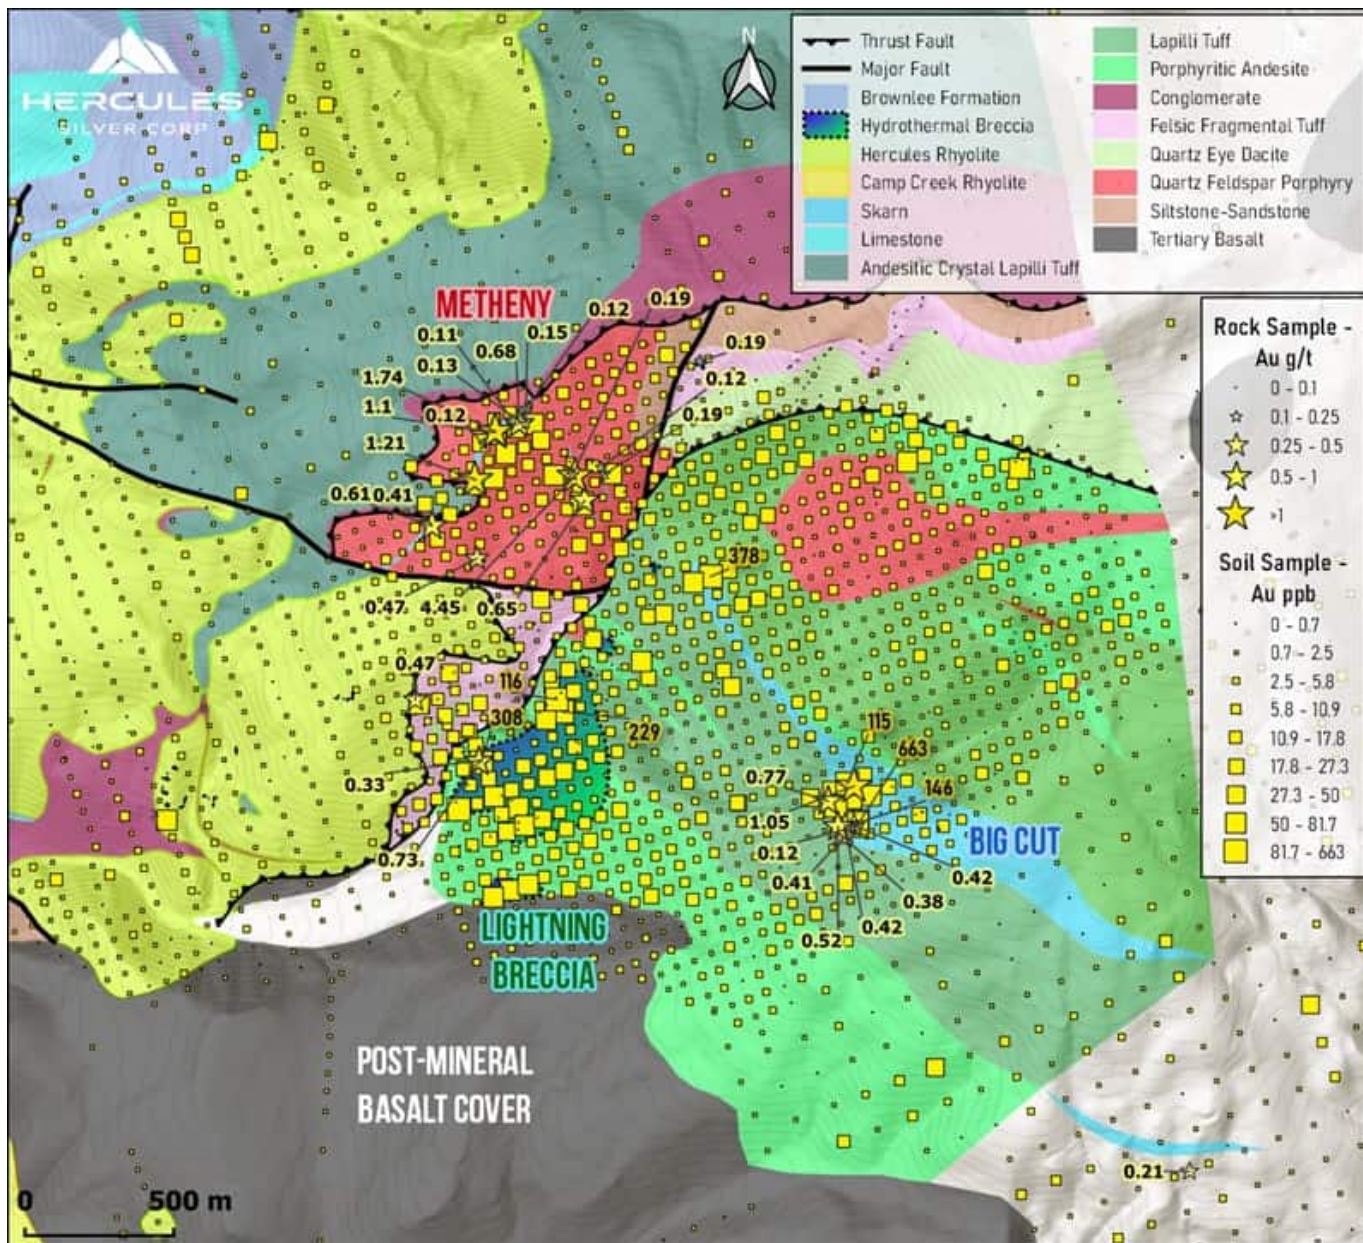 HERCULES
SILVER CORP
N
Thrust Fault
Major Fault
Brownlee Formation
Hydrothermal Breccia
Hercules Rhyolite
Camp Creek Rhyolite
Skarn
Limestone
Andesitic Crystal Lapilli Tuff
Lapilli Tuff
Porphyritic Andesite
Conglomerate
Felsic Fragmental Tuff
Quartz Eye Dacite
Quartz Feldspar Porphyry
Siltstone-Sandstone
Tertiary Basalt
Rock Sample -
Au g/t
0 - 0.1
0.1 - 0.25
0.25 - 0.5
0.5 - 1
>1
Soil Sample -
Au ppb
0 - 0.7
0.7 - 2.5
2.5 - 5.8
5.8 - 10.9
10.9 - 17.8
17.8 - 27.3
27.3 - 50
50 - 81.7
81.7 - 663
METHENY
0.12
0.19
0.11
0.15
0.68
0.13
0.19
1.74
0.12
1.1
0.12
0.19
1.21
0.61
0.41
378
0.47
4.45
0.65
0.47
116
308
229
115
663
0.33
0.77
146
1.05
BIG CUT
0.12
0.73
0.41
0.42
0.38
0.42
0.52
LIGHTNING
BRECCIA
POST-MINERAL
BASALT COVER
0.21
0
500 m